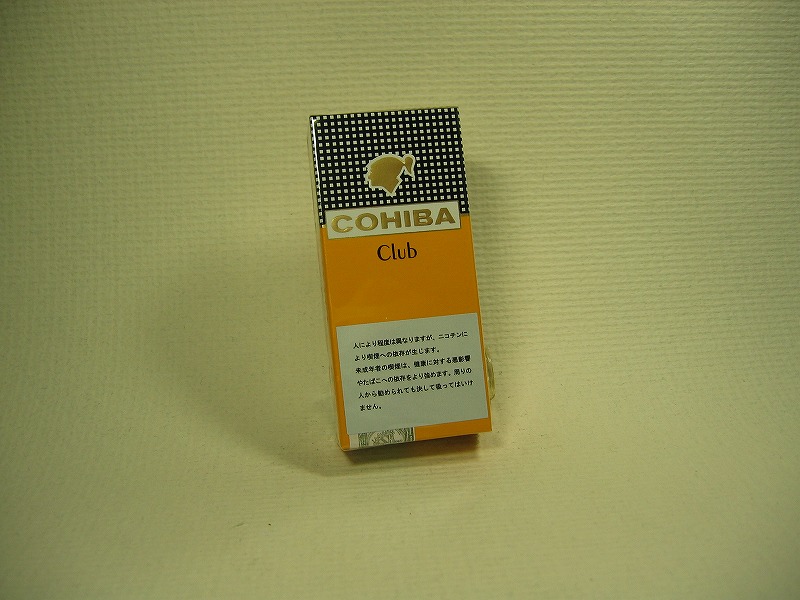 COHIBA
Club
人により程度は異なりますが、ニコチンに
より喫煙への依存が生じます。
未成年者の喫煙は、健康に対する悪影響
やたばこへの依存をより強めます。周りの
人から勧められても決して吸ってはいけ
ません。